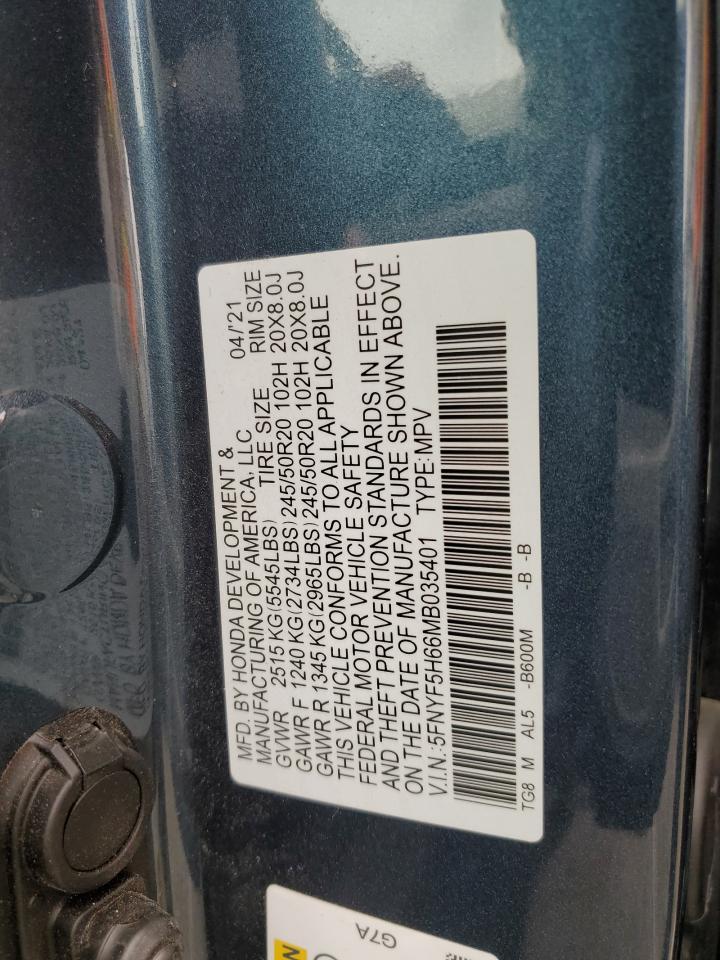 MFD. BY HONDA DEVELOPMENT & 04/'21
MANUFACTURING OF AMERICA, LLC
GVWR 2515 KG(5545LBS) TIRE SIZE RIM SIZE
GAWR F 1240 KG(2734LBS)245/50R20 102H 20X8.0J
GAWR R 1345 KG(2965LBS)245/50R20 102H 20X8.0J
THIS VEHICLE CONFORMS TO ALL APPLICABLE
FEDERAL MOTOR VEHICLE SAFETY
AND THEFT PREVENTION STANDARDS IN EFFECT
ON THE DATE OF MANUFACTURE SHOWN ABOVE.
V.I.N.:5FNYF5H66MB035401 TYPE:MPV
TG8 M AL5 -B600M -B -B
G7A